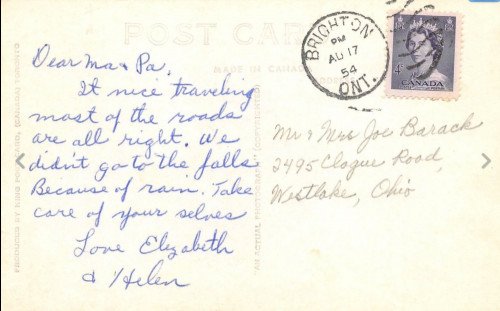 POST CARD
MADE IN CANADA
BRIGHTON
PM
AU 17
54
ONT.
CANADA
Dear Ma & Pa,
It nice traveling
most of the roads
are all right. We
didnt go to the falls
Because of rain. Take
care of your selves
Love Elizabeth
& Helen
Mr & Mrs Joe Barack
2495 Clague Road,
Westlake, Ohio